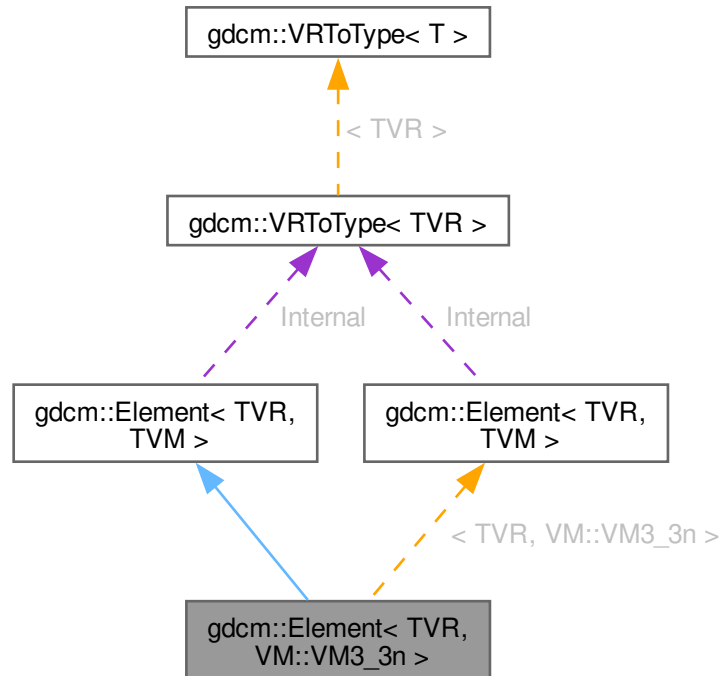 gdcm::VRToType< T >
< TVR >
gdcm::VRToType< TVR >
Internal
Internal
gdcm::Element< TVR,
TVM >
gdcm::Element< TVR,
TVM >
< TVR, VM::VM3_3n >
gdcm::Element< TVR,
VM::VM3_3n >